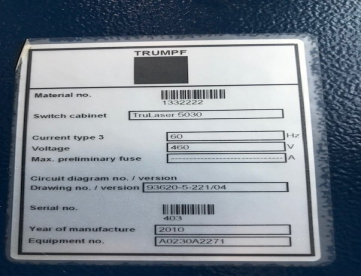 TRUMPF
Material no.
1332222
Switch cabinet TruLaser 5030
Current type 3 60 Hz
Voltage 460 V
Max. preliminary fuse ---------------- A
Circuit diagram no. / version
Drawing no. / version 93620-5-221/04
Serial no.
403
Year of manufacture 2010
Equipment no. A0230A2271